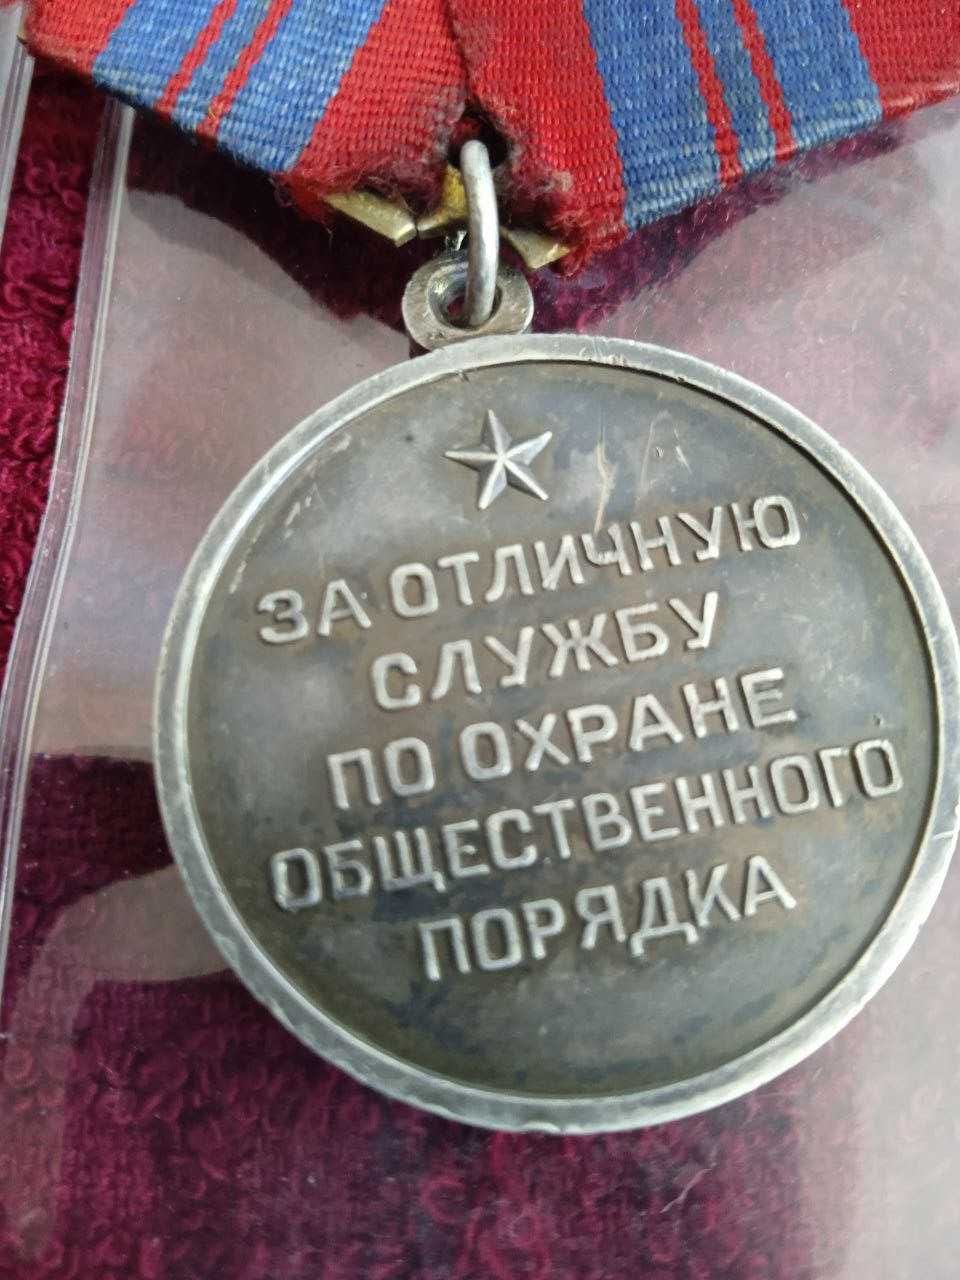 ЗА ОТЛИЧНУЮ
СЛУЖБУ
ПО ОХРАНЕ
ОБЩЕСТВЕННОГО
ПОРЯДКА